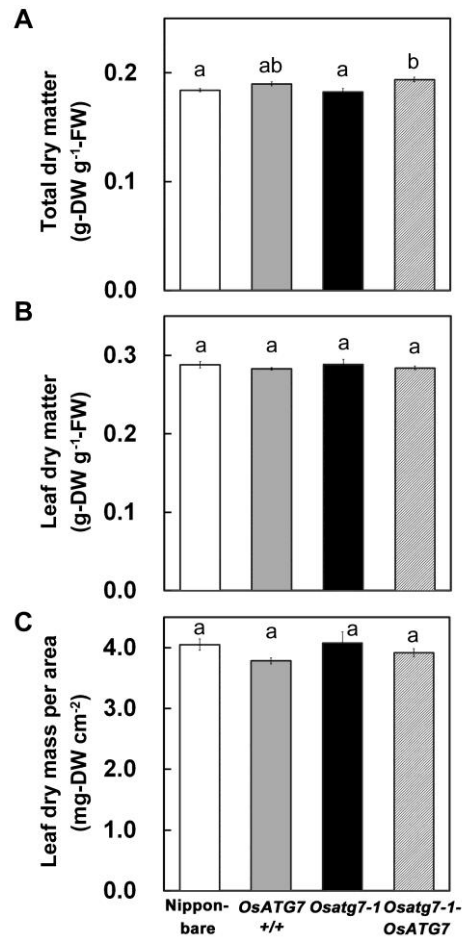 A
Total dry matter
(g-DW g⁻¹-FW)
0.2
0.1
0.0
a
ab
a
b
B
Leaf dry matter
(g-DW g⁻¹-FW)
0.3
0.2
0.1
0.0
a
a
a
a
C
Leaf dry mass per area
(mg-DW cm⁻²)
4.0
3.0
2.0
1.0
0.0
a
a
a
a
Nippon-
bare
OsATG7
+/+
Osatg7-1
Osatg7-1-
OsATG7